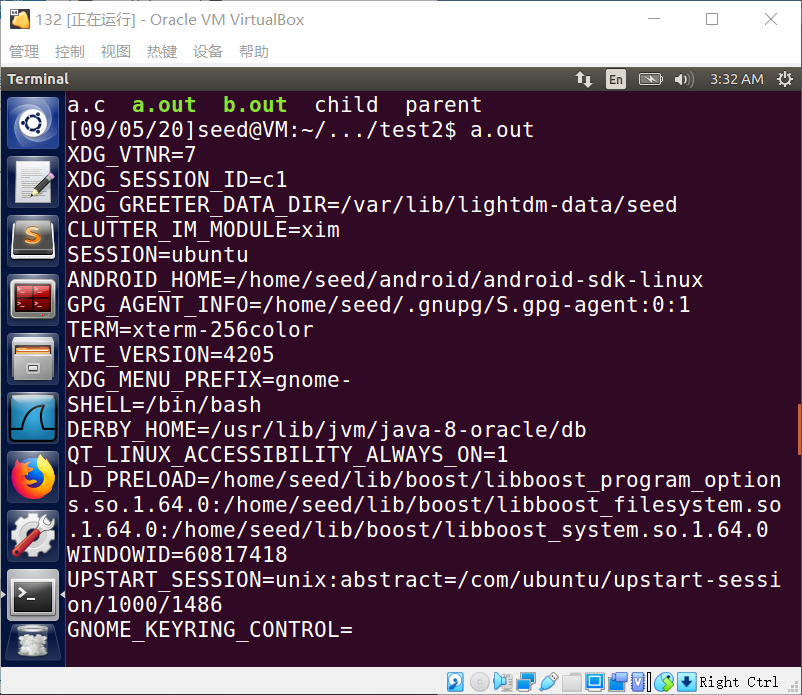 132 [正在运行] - Oracle VM VirtualBox
管理 控制 视图 热键 设备 帮助
Terminal En 3:32 AM
a.c a.out b.out child parent
[09/05/20]seed@VM:~/.../test2$ a.out
XDG_VTNR=7
XDG_SESSION_ID=c1
XDG_GREETER_DATA_DIR=/var/lib/lightdm-data/seed
CLUTTER_IM_MODULE=xim
SESSION=ubuntu
ANDROID_HOME=/home/seed/android/android-sdk-linux
GPG_AGENT_INFO=/home/seed/.gnupg/S.gpg-agent:0:1
TERM=xterm-256color
VTE_VERSION=4205
XDG_MENU_PREFIX=gnome-
SHELL=/bin/bash
DERBY_HOME=/usr/lib/jvm/java-8-oracle/db
QT_LINUX_ACCESSIBILITY_ALWAYS_ON=1
LD_PRELOAD=/home/seed/lib/boost/libboost_program_option
s.so.1.64.0:/home/seed/lib/boost/libboost_filesystem.so
.1.64.0:/home/seed/lib/boost/libboost_system.so.1.64.0
WINDOWID=60817418
UPSTART_SESSION=unix:abstract=/com/ubuntu/upstart-sessi
on/1000/1486
GNOME_KEYRING_CONTROL=
Right Ctrl